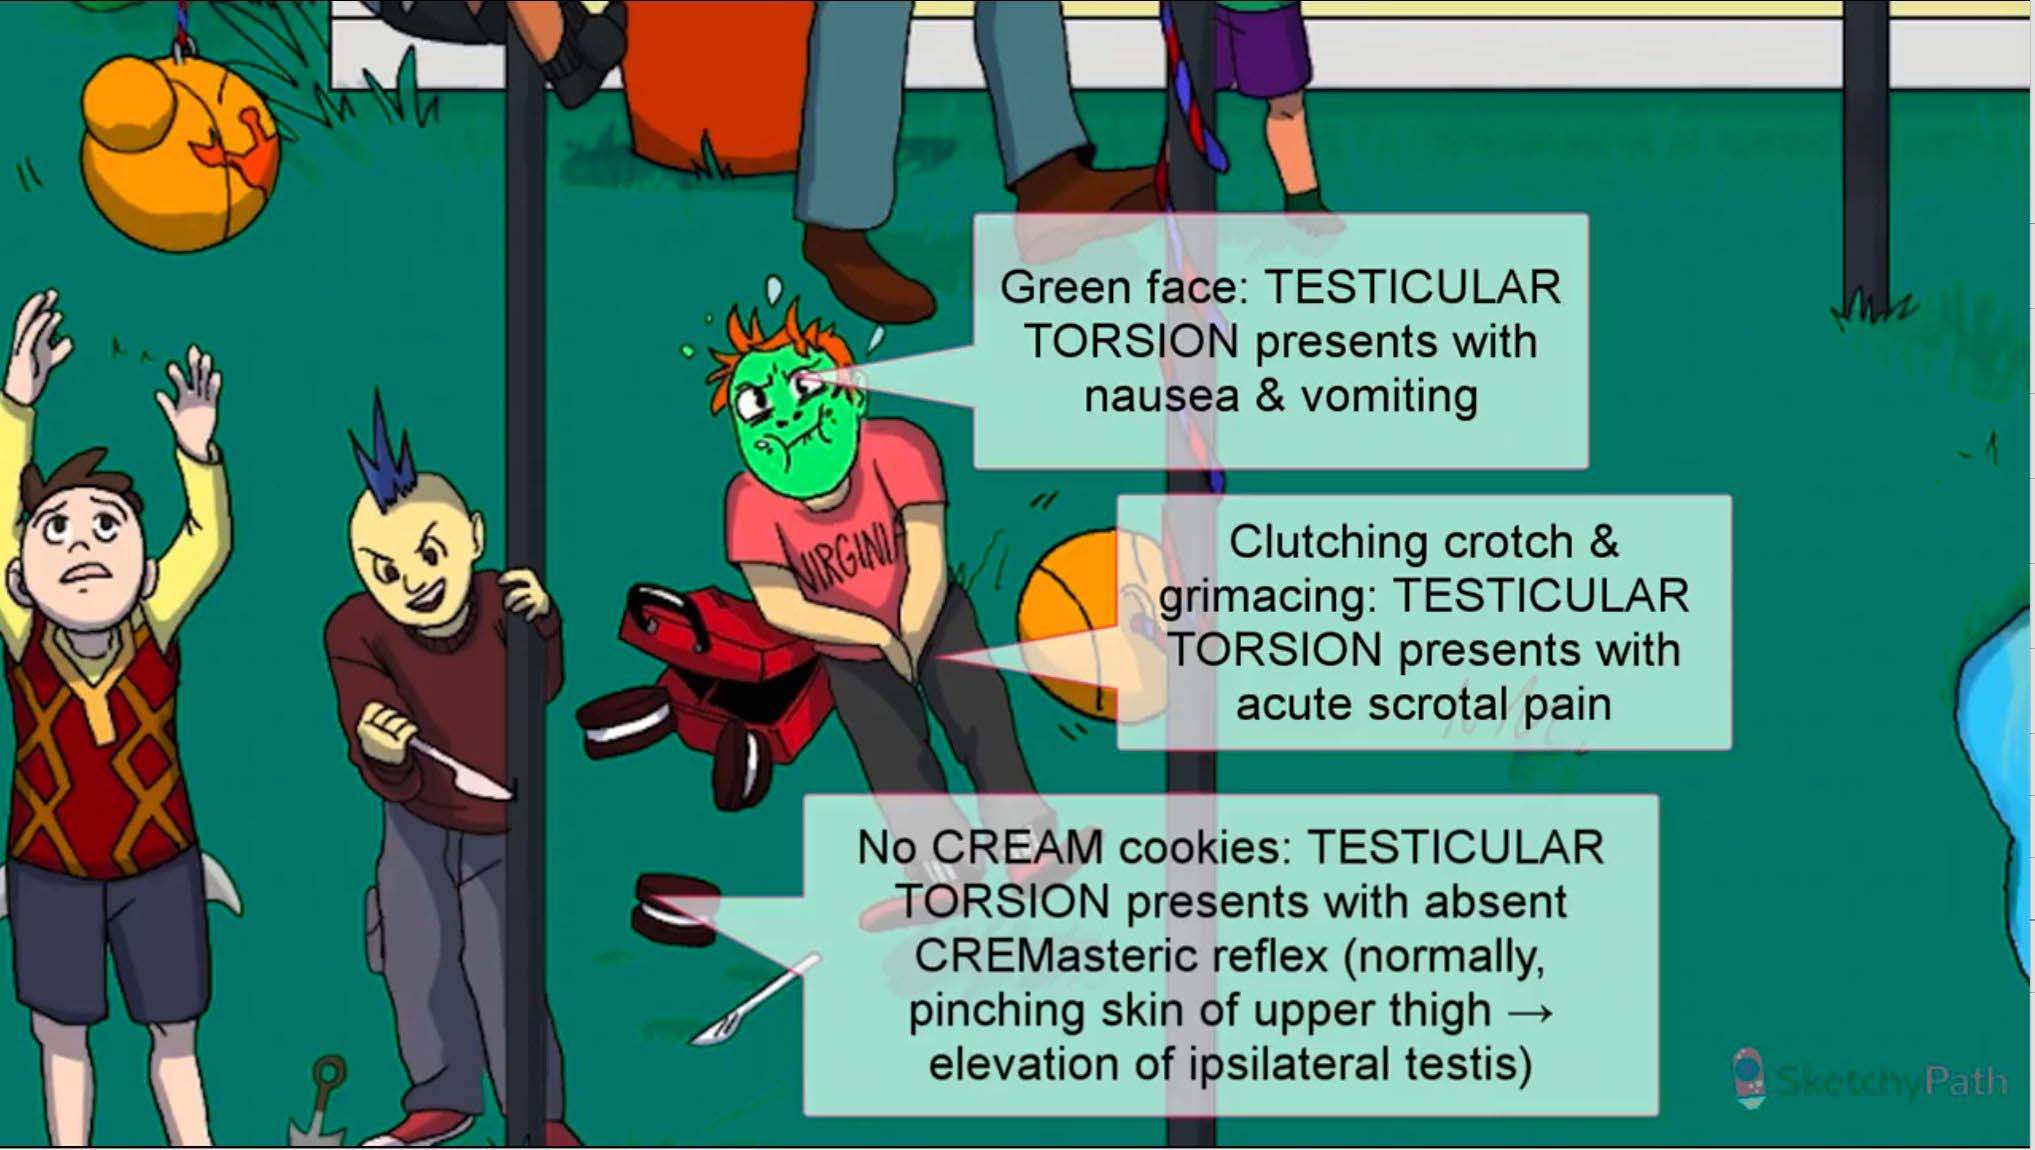 Green face: TESTICULAR
TORSION presents with
nausea & vomiting
VIRGINIA
Clutching crotch &
grimacing: TESTICULAR
TORSION presents with
acute scrotal pain
No CREAM cookies: TESTICULAR
TORSION presents with absent
CREMasteric reflex (normally,
pinching skin of upper thigh →
elevation of ipsilateral testis)
SketchyPath